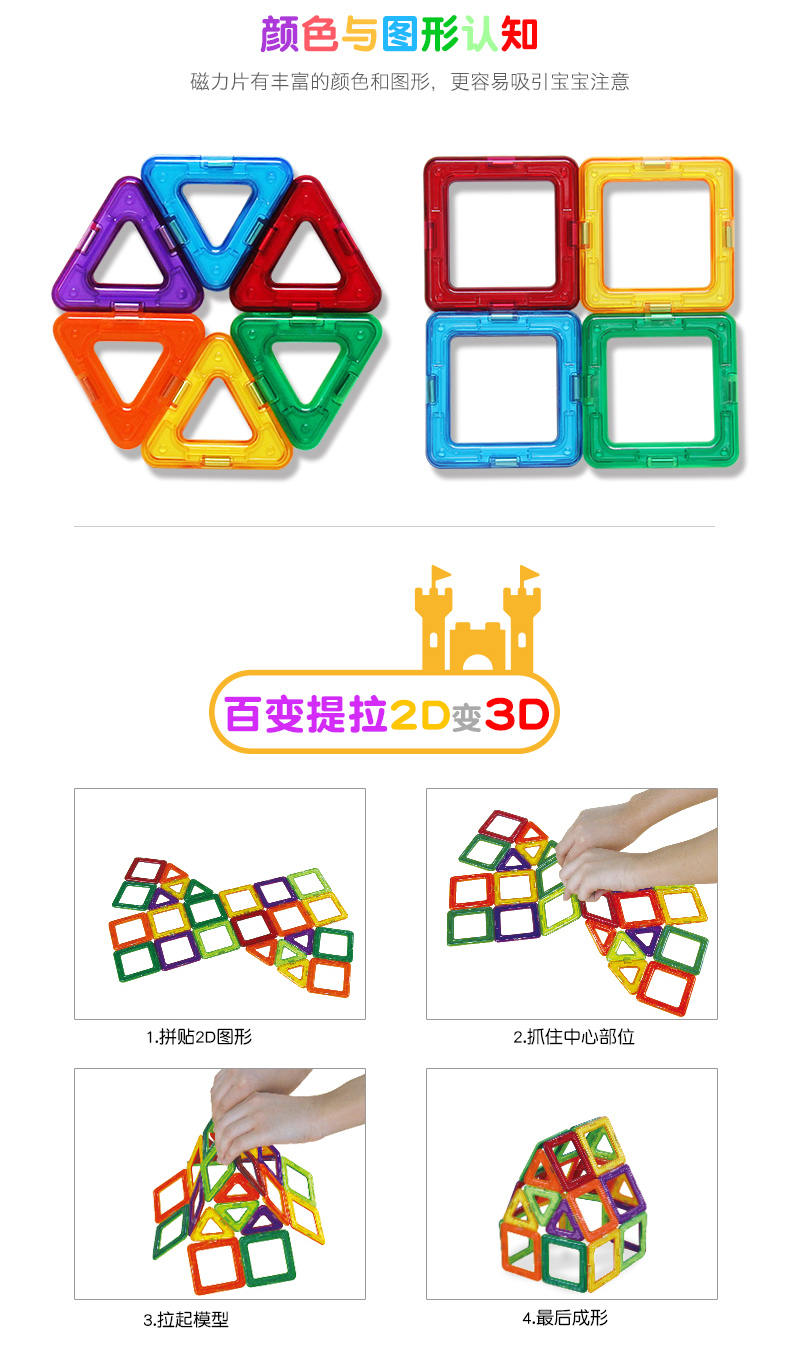 颜色与图形认知
磁力片有丰富的颜色和图形，更容易吸引宝宝注意
百变提拉2D变3D
1.拼贴2D图形
2.抓住中心部位
3.拉起模型
4.最后成形